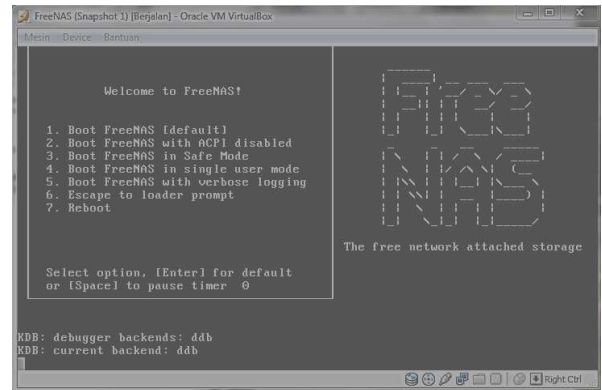 FreeNAS (Snapshot 1) [Berjalan] - Oracle VM VirtualBox
Mesin Device Bantuan
Welcome to FreeNAS!
1. Boot FreeNAS [default]
2. Boot FreeNAS with ACPI disabled
3. Boot FreeNAS in Safe Mode
4. Boot FreeNAS in single user mode
5. Boot FreeNAS with verbose logging
6. Escape to loader prompt
7. Reboot
Select option, [Enter] for default
or [Space] to pause timer 0
Free
NAS
The free network attached storage
KDB: debugger backends: ddb
KDB: current backend: ddb
Right Ctrl